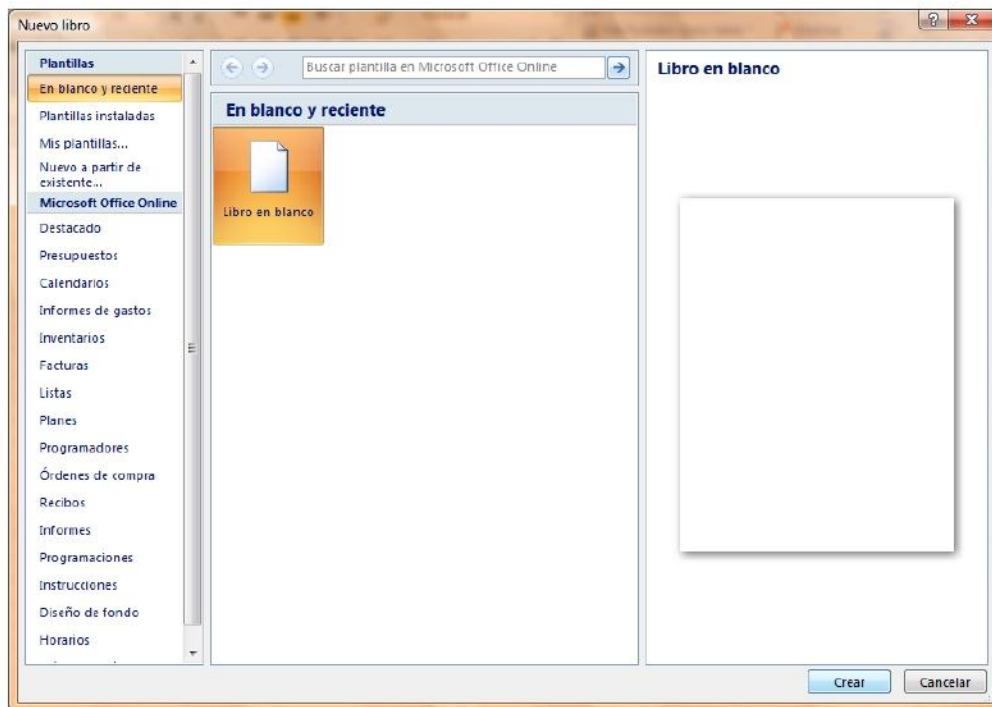 Nuevo libro
Plantillas
En blanco y reciente
Plantillas instaladas
Mis plantillas...
Nuevo a partir de
existente...
Microsoft Office Online
Destacado
Presupuestos
Calendarios
Informes de gastos
Inventarios
Facturas
Listas
Planes
Programadores
Órdenes de compra
Recibos
Informes
Programaciones
Instrucciones
Diseño de fondo
Horarios
Buscar plantilla en Microsoft Office Online
En blanco y reciente
Libro en blanco
Libro en blanco
Crear
Cancelar